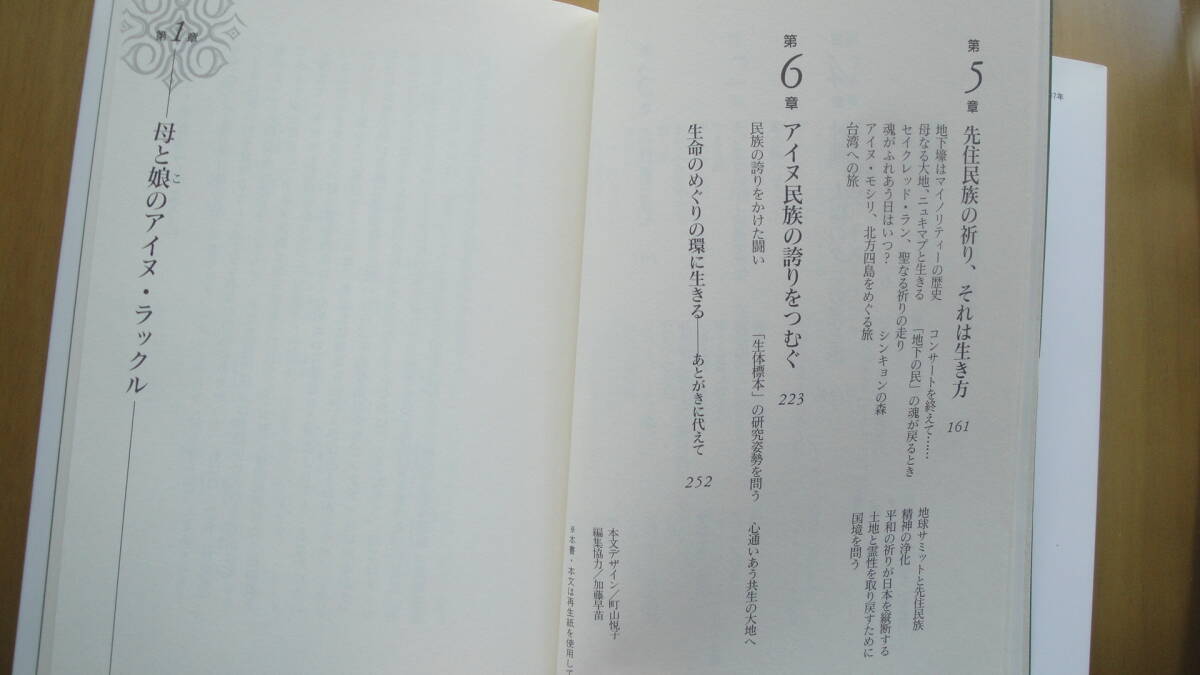 第5章 先住民族の祈り、それは生き方 161
地下壕はマイノリティーの歴史 コンサートを終えて…… 地球サミットと先住民族
母なる大地、ニュキマプと生きる 「地下の民」の魂が戻るとき 精神の浄化
セイクレッド・ラン、聖なる祈りの走り 平和の祈りが日本を縦断する
魂がふれあう日はいつ? シンキョンの森 土地と霊性を取り戻すために
アイヌ・モシリ、北方四島をめぐる旅 国境を問う
台湾への旅
第6章 アイヌ民族の誇りをつむぐ 223
民族の誇りをかけた闘い 「生体標本」の研究姿勢を問う 心通いあう共生の大地へ
生命のめぐりの環に生きる――あとがきに代えて 252
本文デザイン/町山悦子
編集協力/加藤早苗
※本書・本文は再生紙を使用して
第1章
母と娘のアイヌ・ラックル
こ